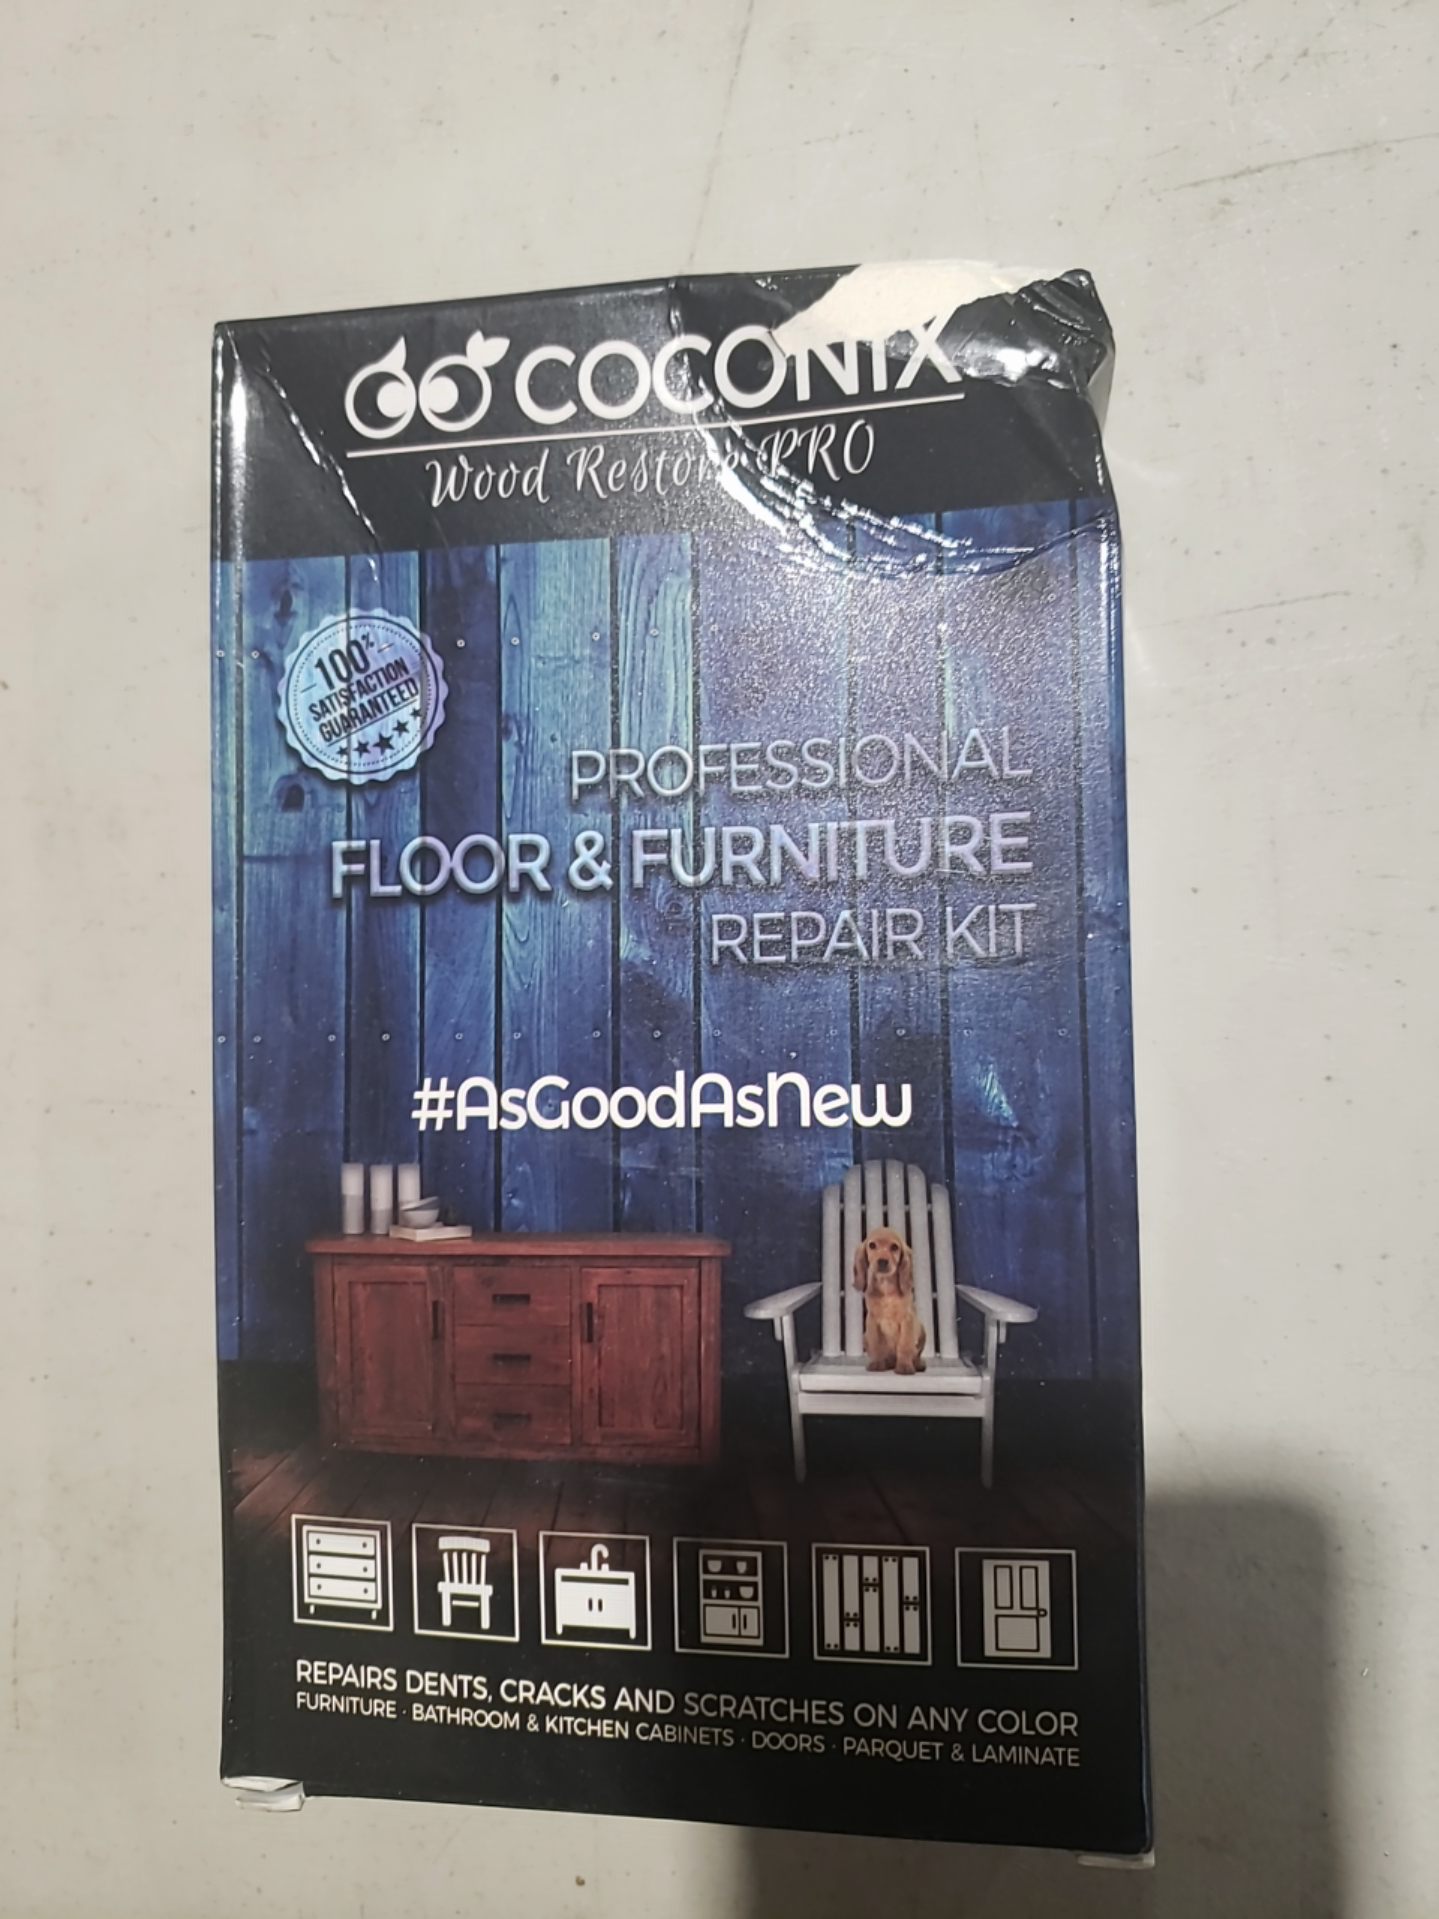 COCONIX
Wood Restore PRO
100%
SATISFACTION
GUARANTEED
PROFESSIONAL
FLOOR & FURNITURE
REPAIR KIT
#AsGoodAsNew
REPAIRS DENTS, CRACKS AND SCRATCHES ON ANY COLOR
FURNITURE · BATHROOM & KITCHEN CABINETS · DOORS · PARQUET & LAMINATE